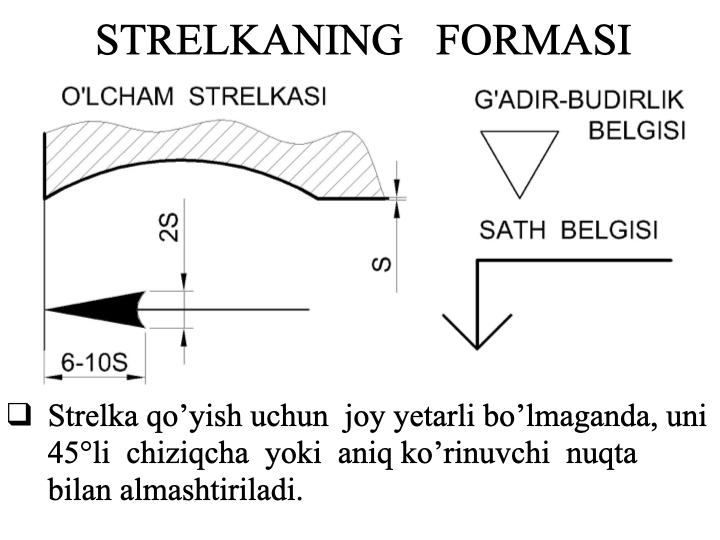 STRELKANING FORMASI
O'LCHAM STRELKASI
G'ADIR-BUDIRLIK
BELGISI
2S
S
SATH BELGISI
6-10S
❑ Strelka qo’yish uchun joy yetarli bo’lmaganda, uni
45°li chiziqcha yoki aniq ko’rinuvchi nuqta
bilan almashtiriladi.